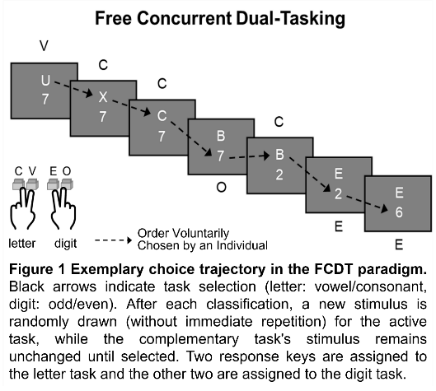 Free Concurrent Dual-Tasking
V
U
7
C
X
7
C
C
7
B
7
O
C
B
2
E
2
E
E
6
E
C V E O
letter digit
Order Voluntarily
Chosen by an Individual
Figure 1 Exemplary choice trajectory in the FCDT paradigm.
Black arrows indicate task selection (letter: vowel/consonant,
digit: odd/even). After each classification, a new stimulus is
randomly drawn (without immediate repetition) for the active
task, while the complementary task's stimulus remains
unchanged until selected. Two response keys are assigned to
the letter task and the other two are assigned to the digit task.